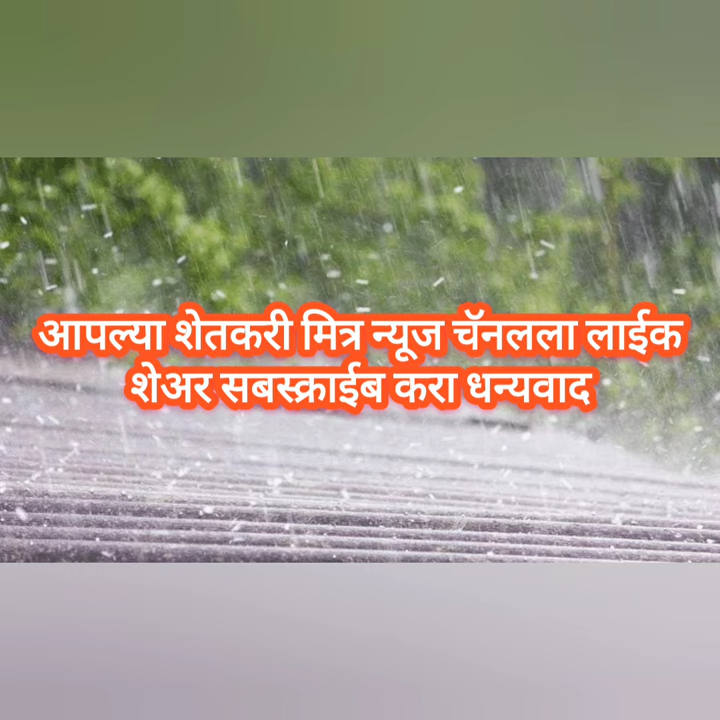 आपल्या शेतकरी मित्र न्यूज चॅनलला लाईक
शेअर सबस्क्राईब करा धन्यवाद